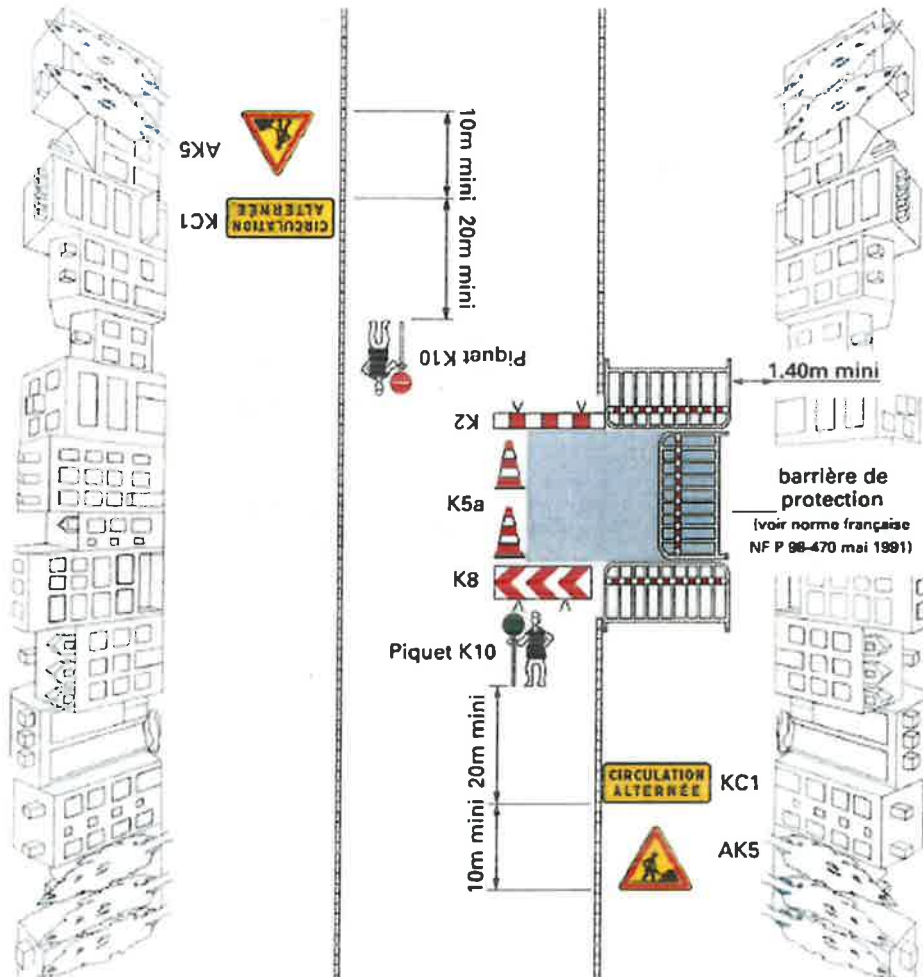 10m mini
AK5
KC1
CIRCULATION
ALTERNÉE
20m mini
Piquet K10
1.40m mini
K2
K5a
barrière de
protection
(voir norme française
NF P 98-470 mai 1991)
K8
Piquet K10
20m mini
CIRCULATION
ALTERNÉE
KC1
10m mini
AK5